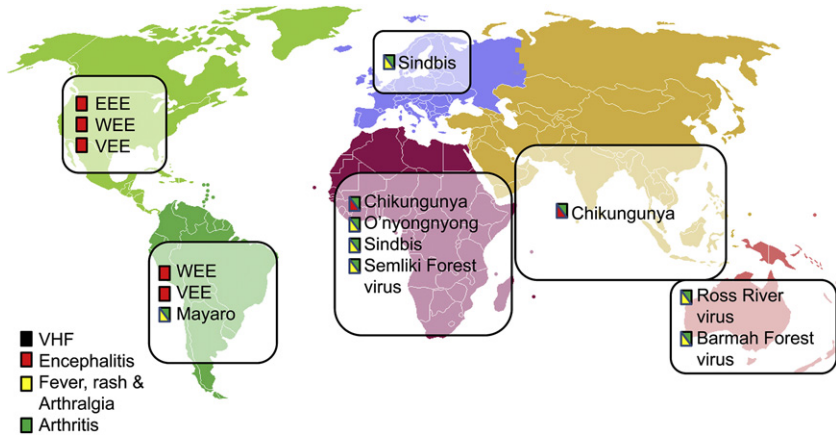 Sindbis
EEE
WEE
VEE
Chikungunya
O'nyongnyong
Sindbis
Semliki Forest
virus
Chikungunya
WEE
VEE
Mayaro
Ross River
virus
Barmah Forest
virus
VHF
Encephalitis
Fever, rash &
Arthralgia
Arthritis